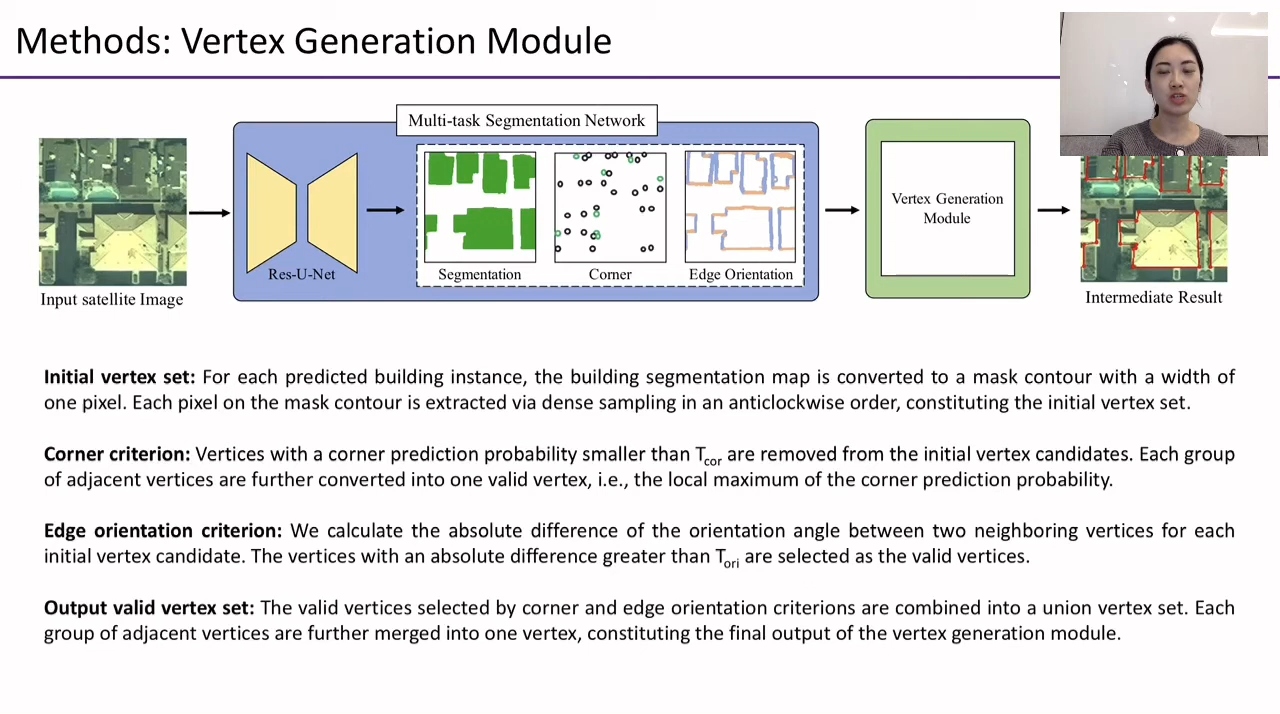 Methods: Vertex Generation Module
Multi-task Segmentation Network
Vertex Generation
Module
Res-U-Net
Segmentation
Corner
Edge Orientation
Input satellite Image
Intermediate Result
Initial vertex set: For each predicted building instance, the building segmentation map is converted to a mask contour with a width of
one pixel. Each pixel on the mask contour is extracted via dense sampling in an anticlockwise order, constituting the initial vertex set.
Corner criterion: Vertices with a corner prediction probability smaller than Tcor are removed from the initial vertex candidates. Each group
of adjacent vertices are further converted into one valid vertex, i.e., the local maximum of the corner prediction probability.
Edge orientation criterion: We calculate the absolute difference of the orientation angle between two neighboring vertices for each
initial vertex candidate. The vertices with an absolute difference greater than Tori are selected as the valid vertices.
Output valid vertex set: The valid vertices selected by corner and edge orientation criterions are combined into a union vertex set. Each
group of adjacent vertices are further merged into one vertex, constituting the final output of the vertex generation module.